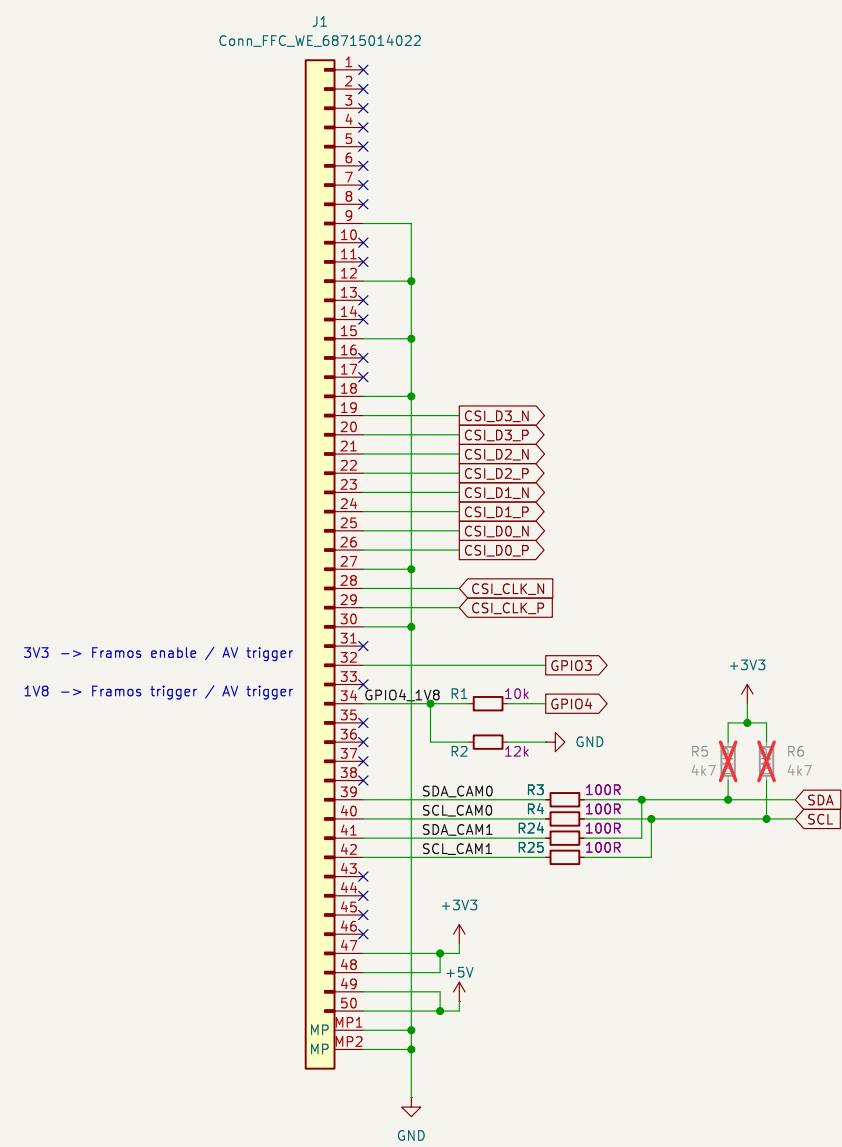 J1
Conn_FFC_WE_68715014022
1
2
3
4
5
6
7
8
9
10
11
12
13
14
15
16
17
18
19 CSI_D3_N
20 CSI_D3_P
21 CSI_D2_N
22 CSI_D2_P
23 CSI_D1_N
24 CSI_D1_P
25 CSI_D0_N
26 CSI_D0_P
27
28 CSI_CLK_N
29 CSI_CLK_P
30
31
3V3 -> Framos enable / AV trigger
32 GPIO3 +3V3
33
1V8 -> Framos trigger / AV trigger
34 GPIO4_1V8 R1 10k GPIO4
35
36 GND
R2 12k
37 R5 R6
38 4k7 4k7
39 SDA_CAM0 R3 100R SDA
40 SCL_CAM0 R4 100R SCL
41 SDA_CAM1 R24 100R
42 SCL_CAM1 R25 100R
43
44
45 +3V3
46
47
48 +5V
49
50
MP MP1
MP MP2
GND